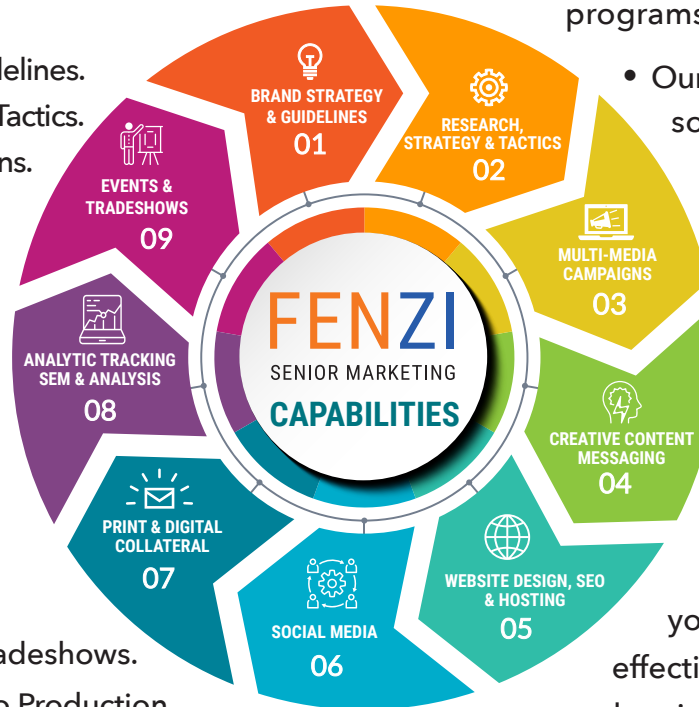 programs
elines.
Tactics.
ns.
• Our
so
BRAND STRATEGY
& GUIDELINES
01
RESEARCH,
STRATEGY & TACTICS
02
MULTI-MEDIA
CAMPAIGNS
03
CREATIVE CONTENT
MESSAGING
04
WEBSITE DESIGN, SEO
& HOSTING
05
SOCIAL MEDIA
06
PRINT & DIGITAL
COLLATERAL
07
ANALYTIC TRACKING
SEM & ANALYSIS
08
EVENTS &
TRADESHOWS
09
FENZI
SENIOR MARKETING
CAPABILITIES
adeshows.
Production
yo
effecti